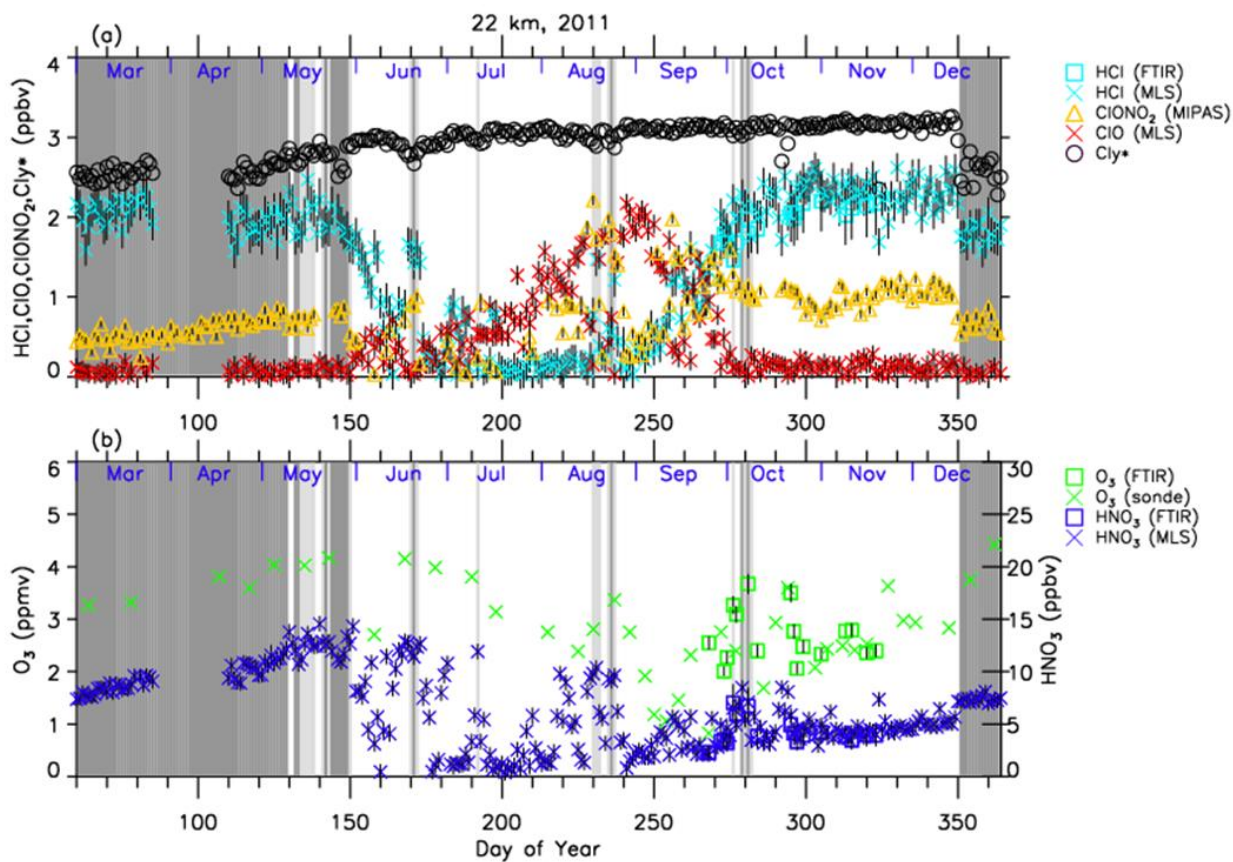 22 km, 2011
(a)
HCl,ClO,ClONO₂,Cly* (ppbv)
4
3
2
1
0
Mar Apr May Jun Jul Aug Sep Oct Nov Dec
100 150 200 250 300 350
HCl (FTIR)
HCl (MLS)
ClONO₂ (MIPAS)
ClO (MLS)
Cly*
(b)
O₃ (ppmv)
6
5
4
3
2
1
0
Mar Apr May Jun Jul Aug Sep Oct Nov Dec
30
25
20
15
10
5
0
HNO₃ (ppbv)
100 150 200 250 300 350
Day of Year
O₃ (FTIR)
O₃ (sonde)
HNO₃ (FTIR)
HNO₃ (MLS)